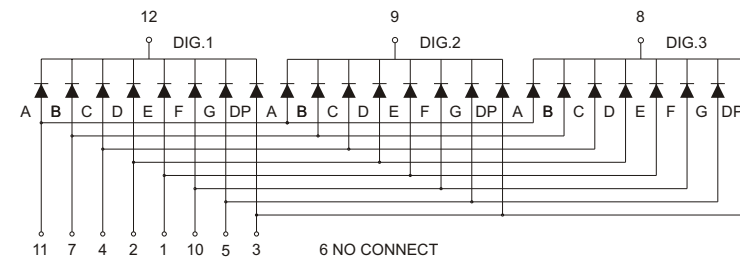 12 9 8
DIG.1 DIG.2 DIG.3
A B C D E F G DP A B C D E F G DP A B C D E F G DP
11 7 4 2 1 10 5 3 6 NO CONNECT